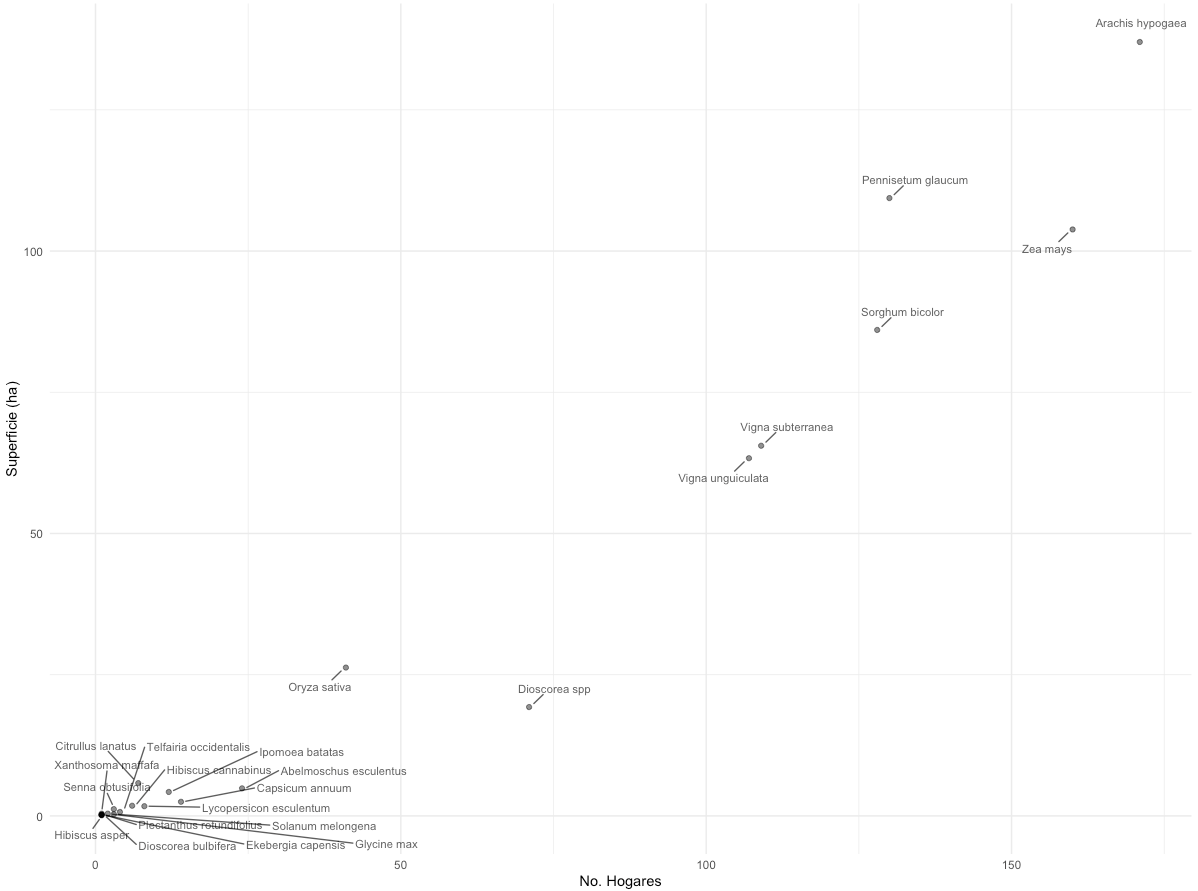 Arachis hypogaea
Pennisetum glaucum
Zea mays
100
Sorghum bicolor
Superficie (ha)
Vigna subterranea
Vigna unguiculata
50
Oryza sativa
Dioscorea spp
Citrullus lanatus
Telfairia occidentalis
Ipomoea batatas
Xanthosoma maffafa
Hibiscus cannabinus
Abelmoschus esculentus
Senna obtusifolia
Capsicum annuum
Lycopersicon esculentum
0
Plectanthus rotundifolius
Solanum melongena
Hibiscus asper
Dioscorea bulbifera
Ekebergia capensis
Glycine max
0
50
100
150
No. Hogares